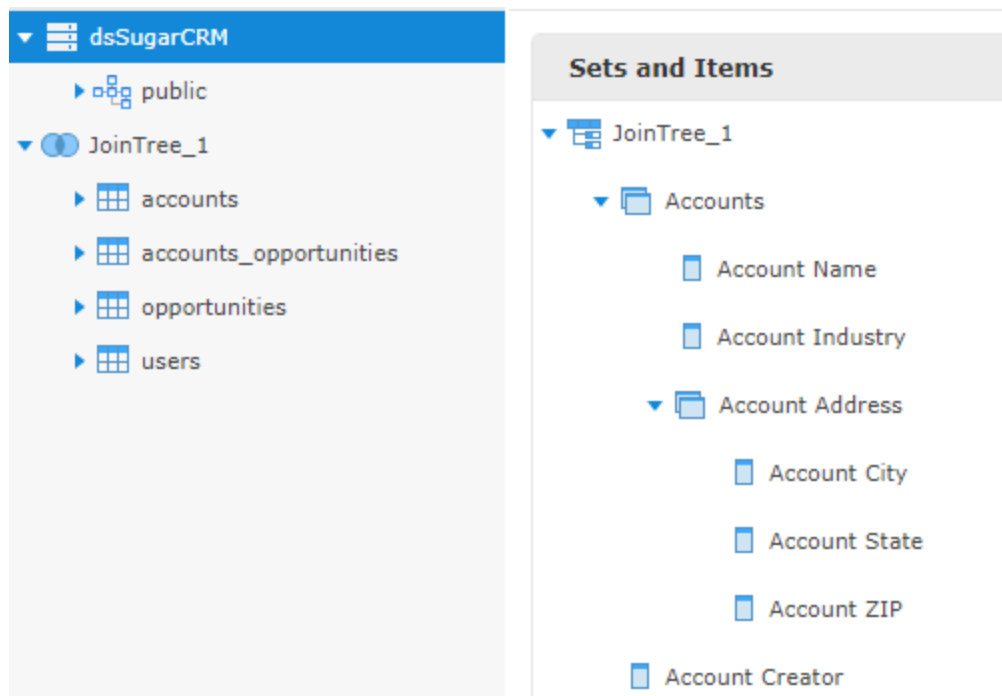 dsSugarCRM
public
JoinTree_1
accounts
accounts_opportunities
opportunities
users
Sets and Items
JoinTree_1
Accounts
Account Name
Account Industry
Account Address
Account City
Account State
Account ZIP
Account Creator